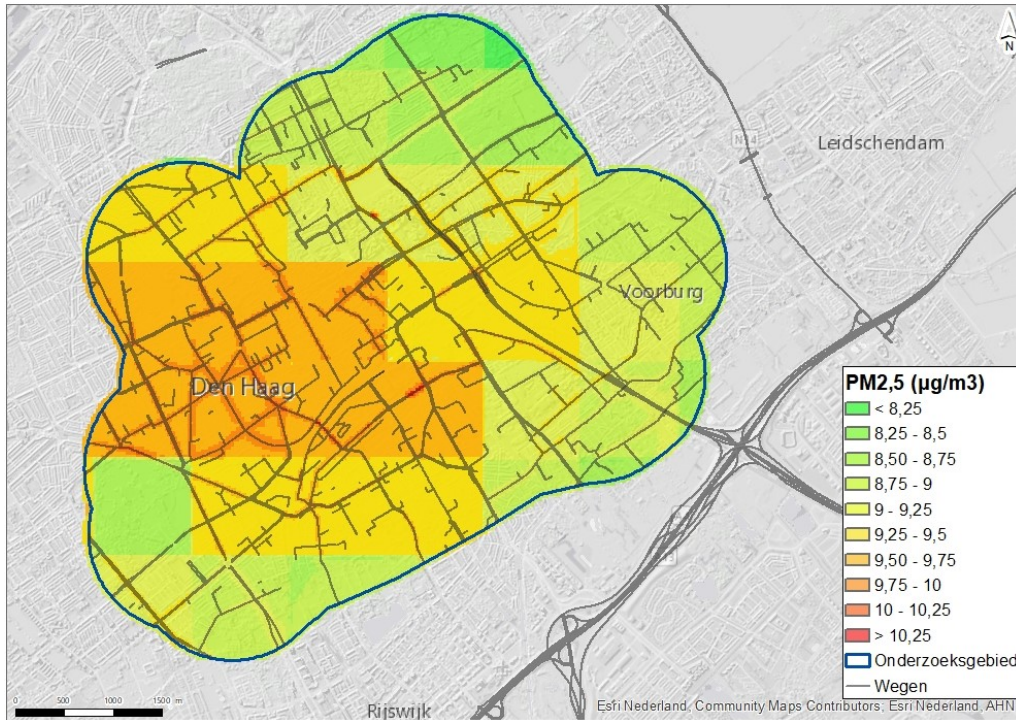 N
Leidschendam
Voorburg
Den Haag
Rijswijk
PM2,5 (µg/m3)
< 8,25
8,25 - 8,5
8,50 - 8,75
8,75 - 9
9 - 9,25
9,25 - 9,5
9,50 - 9,75
9,75 - 10
10 - 10,25
> 10,25
Onderzoeksgebied
Wegen
0 500 1000 1500 m
Esri Nederland, Community Maps Contributors, Esri Nederland, AHN